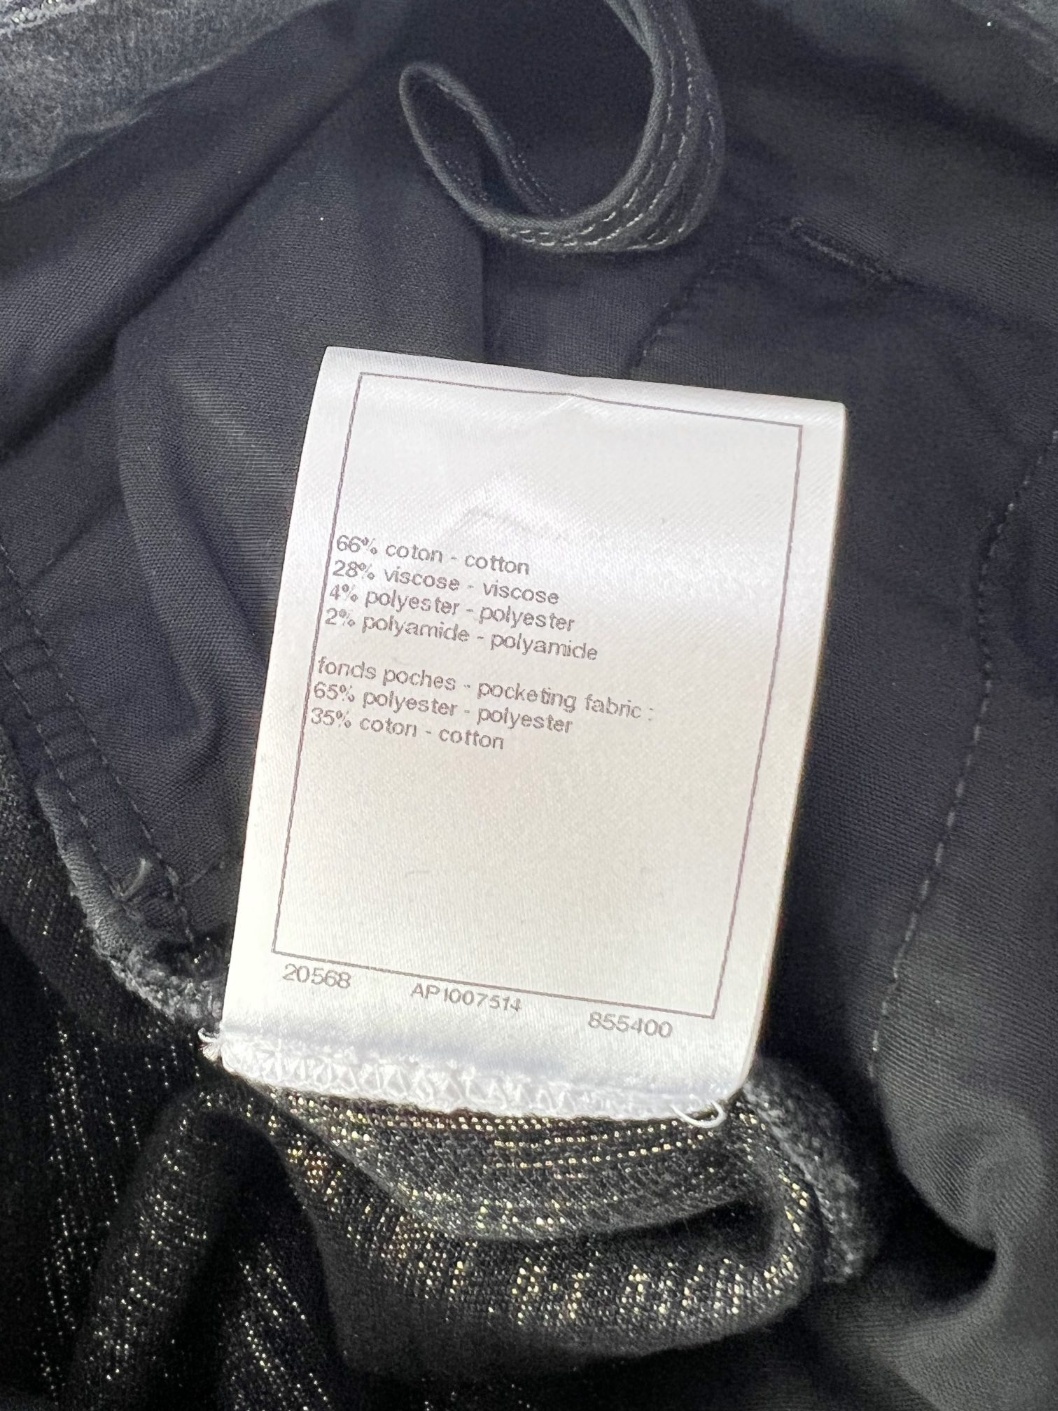 66% coton - cotton
28% viscose - viscose
4% polyester - polyester
2% polyamide - polyamide
fonds poches - pocketing fabric :
65% polyester - polyester
35% coton - cotton
20568 AP1007514 855400